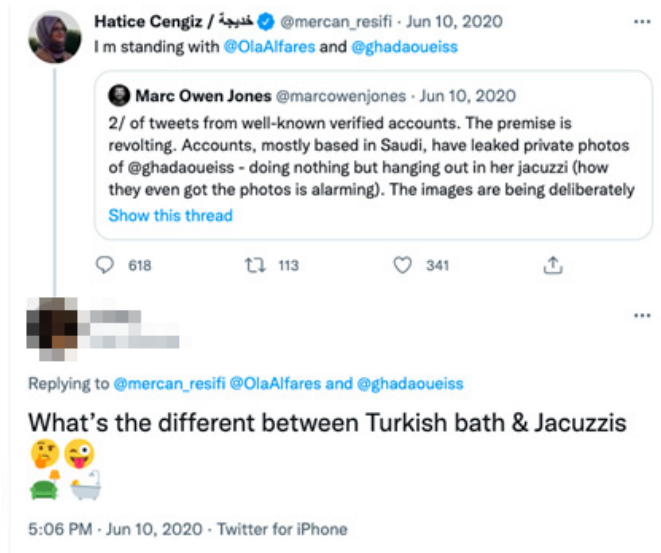 Hatice Cengiz / خديجة @mercan_resifi · Jun 10, 2020
I m standing with @OlaAlfares and @ghadaoueiss
Marc Owen Jones @marcowenjones · Jun 10, 2020
2/ of tweets from well-known verified accounts. The premise is
revolting. Accounts, mostly based in Saudi, have leaked private photos
of @ghadaoueiss - doing nothing but hanging out in her jacuzzi (how
they even got the photos is alarming). The images are being deliberately
Show this thread
618 113 341
Replying to @mercan_resifi @OlaAlfares and @ghadaoueiss
What's the different between Turkish bath & Jacuzzis
🤔😜
🛋🛁
5:06 PM · Jun 10, 2020 · Twitter for iPhone